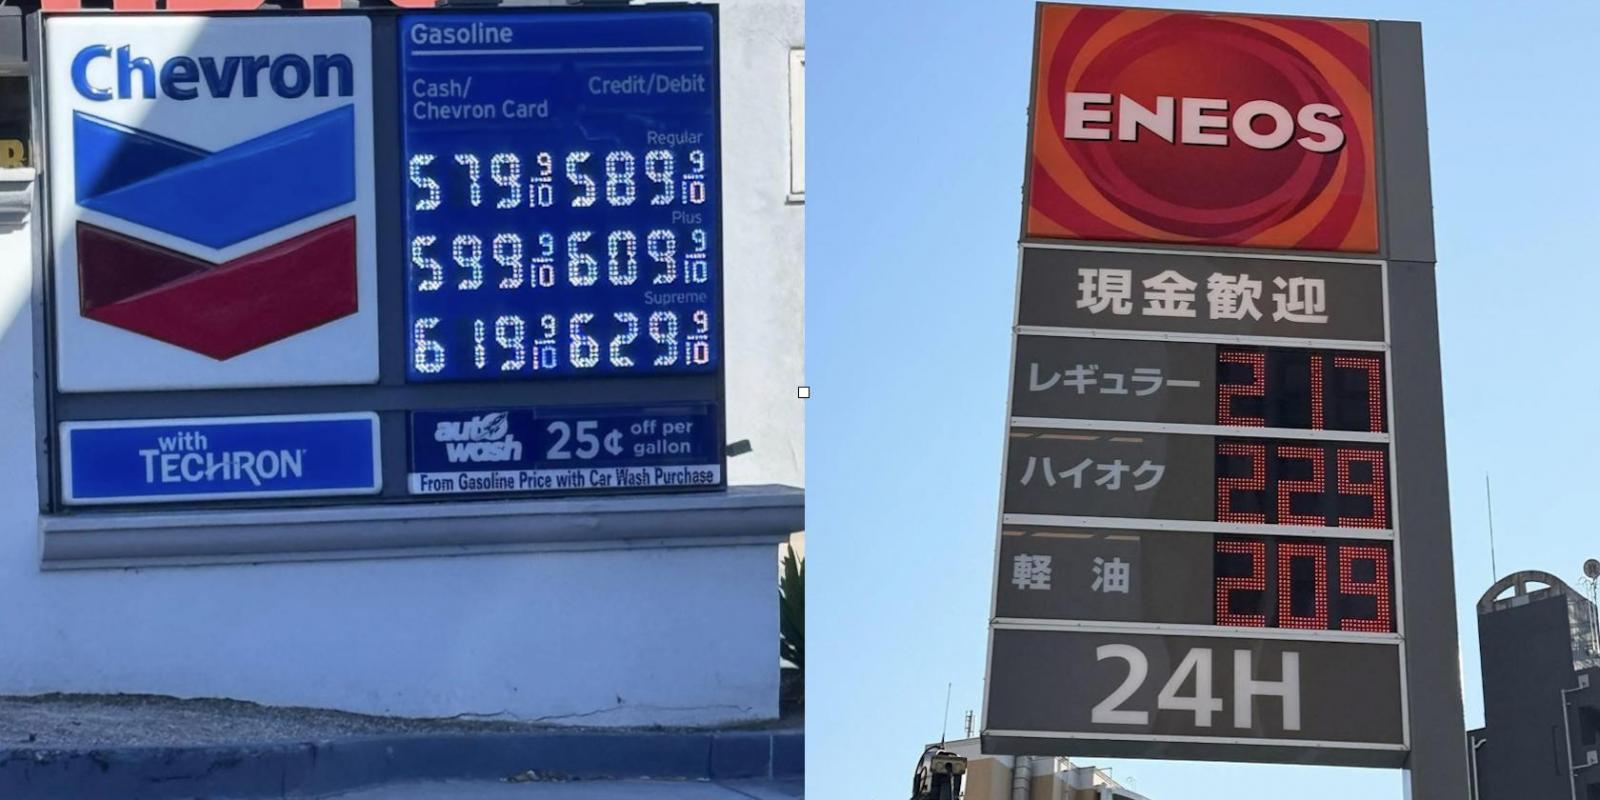 Chevron
with
TECHRON
Gasoline
Cash/
Chevron Card
Credit/Debit
Regular
579 9/10 589 9/10
Plus
599 9/10 609 9/10
Supreme
619 9/10 629 9/10
auto wash
25¢ off per gallon
From Gasoline Price with Car Wash Purchase
ENEOS
現金歓迎
レギュラー 217
ハイオク 229
軽油 209
24H